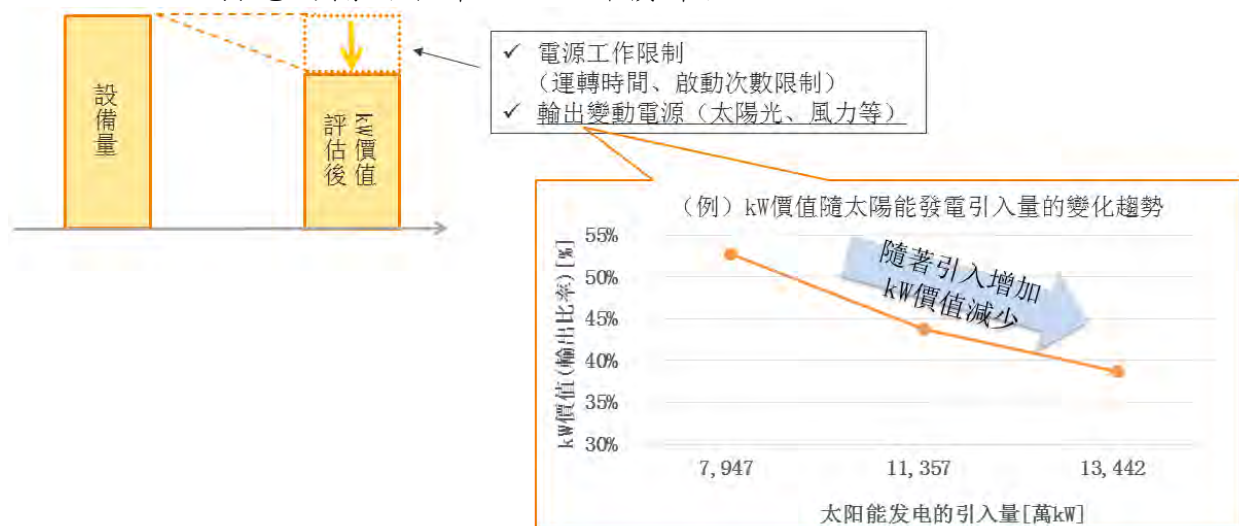 設備量
kW價值
評估後
✓ 電源工作限制
（運轉時間、啟動次數限制）
✓ 輸出變動電源（太陽光、風力等）
（例）kW價值隨太陽能發電引入量的變化趨勢
kW價值(輸出比率)[%]
55%
50%
45%
40%
35%
30%
隨著引入增加
kW價值減少
7,947
11,357
13,442
太阳能发电的引入量[萬kW]